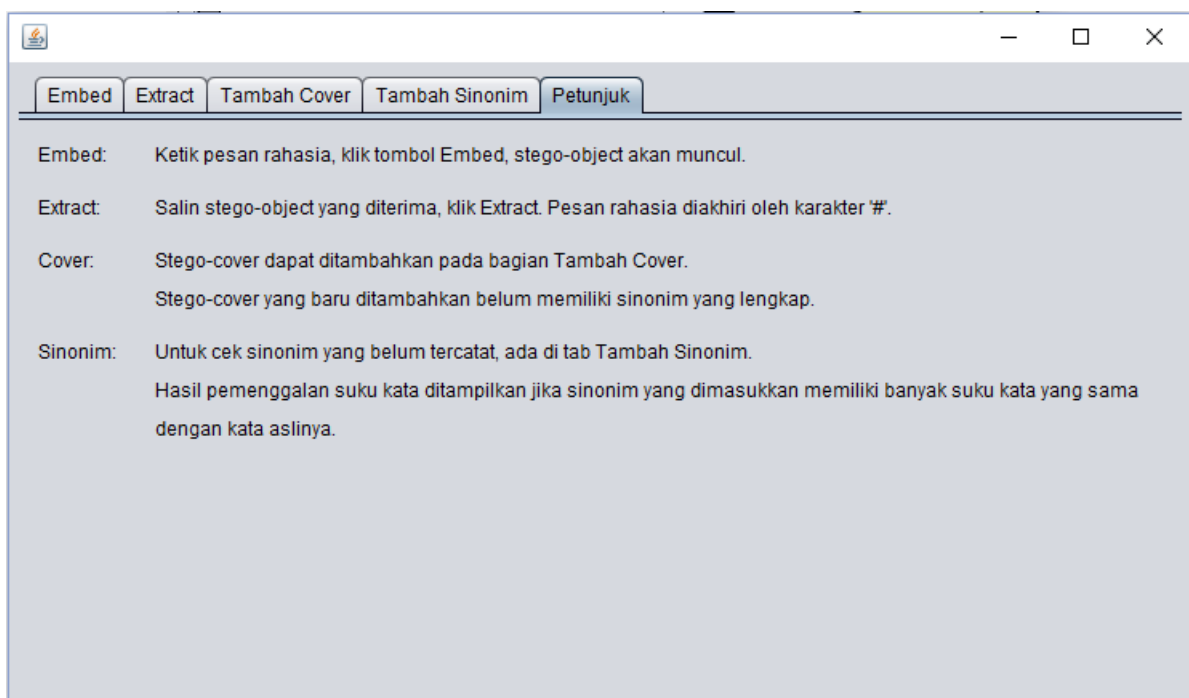 Embed Extract Tambah Cover Tambah Sinonim Petunjuk
Embed: Ketik pesan rahasia, klik tombol Embed, stego-object akan muncul.
Extract: Salin stego-object yang diterima, klik Extract. Pesan rahasia diakhiri oleh karakter '#'.
Cover: Stego-cover dapat ditambahkan pada bagian Tambah Cover.
Stego-cover yang baru ditambahkan belum memiliki sinonim yang lengkap.
Sinonim: Untuk cek sinonim yang belum tercatat, ada di tab Tambah Sinonim.
Hasil pemenggalan suku kata ditampilkan jika sinonim yang dimasukkan memiliki banyak suku kata yang sama
dengan kata aslinya.